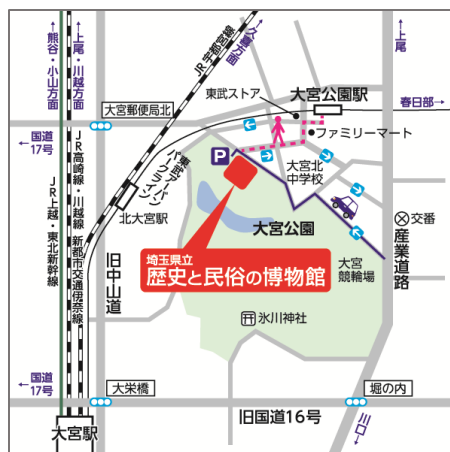 ↑熊谷・小山方面
↑上尾・川越方面
JR宇都宮線
↑久喜方面
↑上尾
大宮公園駅
東武ストア
春日部→
大宮郵便局北
ファミリーマート
←国道
17号
JR上越・東北新幹線
JR高崎線・川越線
新都市交通伊奈線
東武アーバン
パークライン
P
大宮北
中学校
北大宮駅
旧中山道
大宮公園
交番
産業道路
埼玉県立
歴史と民俗の博物館
大宮
競輪場
氷川神社
←国道
17号
大栄橋
堀の内
旧国道16号
川口→
大宮駅